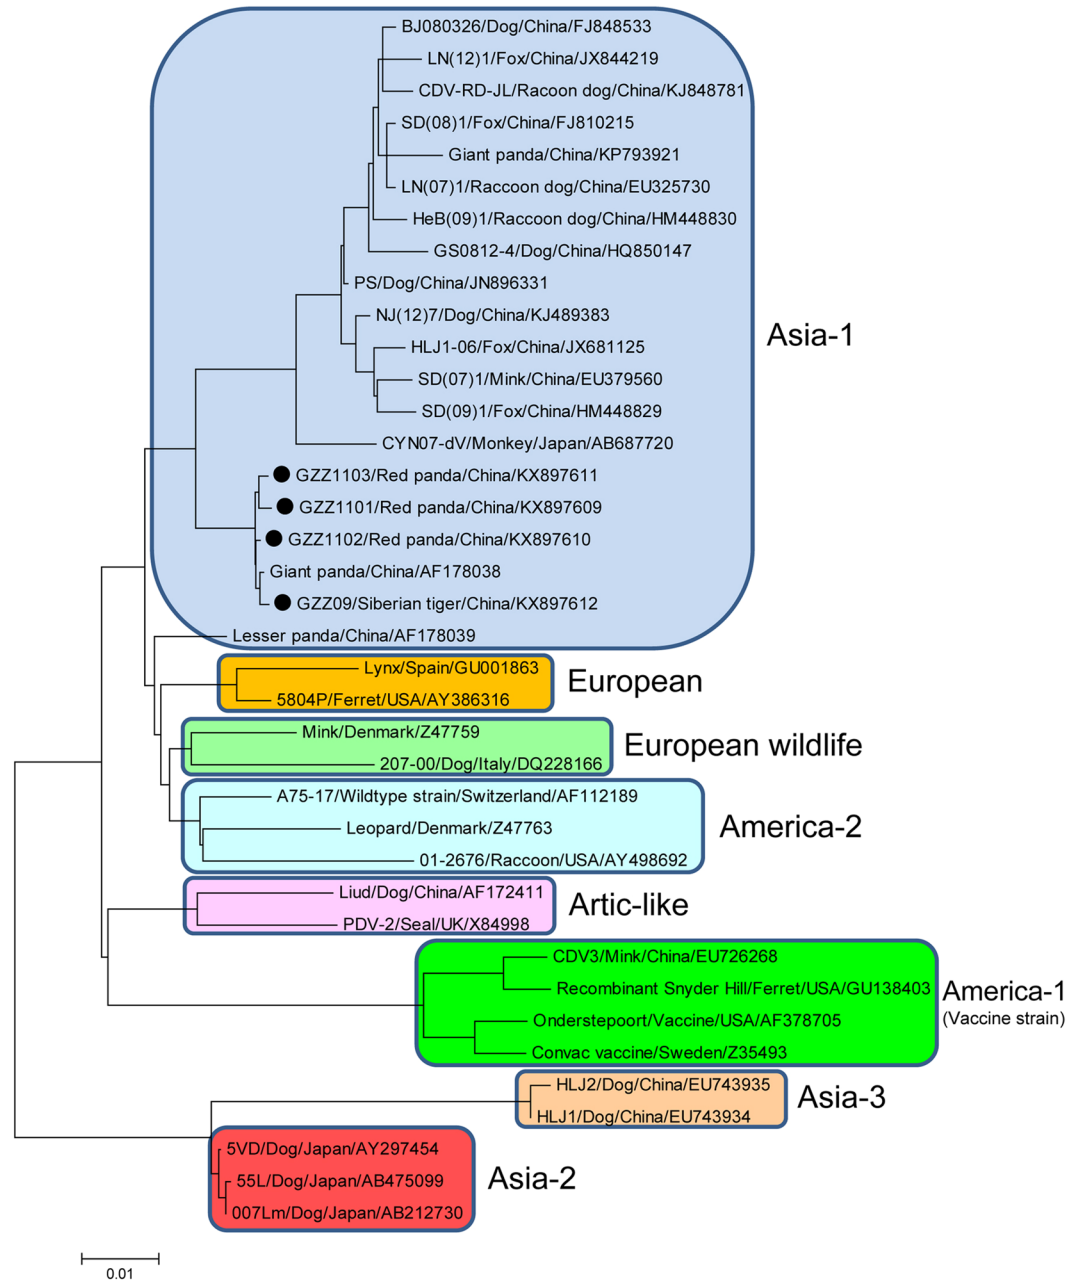 BJ080326/Dog/China/FJ848533
LN(12)1/Fox/China/JX844219
CDV-RD-JL/Racoon dog/China/KJ848781
SD(08)1/Fox/China/FJ810215
Giant panda/China/KP793921
LN(07)1/Raccoon dog/China/EU325730
HeB(09)1/Raccoon dog/China/HM448830
GS0812-4/Dog/China/HQ850147
PS/Dog/China/JN896331
NJ(12)7/Dog/China/KJ489383
Asia-1
HLJ1-06/Fox/China/JX681125
SD(07)1/Mink/China/EU379560
SD(09)1/Fox/China/HM448829
CYN07-dV/Monkey/Japan/AB687720
GZZ1103/Red panda/China/KX897611
GZZ1101/Red panda/China/KX897609
GZZ1102/Red panda/China/KX897610
Giant panda/China/AF178038
GZZ09/Siberian tiger/China/KX897612
Lesser panda/China/AF178039
Lynx/Spain/GU001863
European
5804P/Ferret/USA/AY386316
Mink/Denmark/Z47759
European wildlife
207-00/Dog/Italy/DQ228166
A75-17/Wildtype strain/Switzerland/AF112189
Leopard/Denmark/Z47763
America-2
01-2676/Raccoon/USA/AY498692
Liud/Dog/China/AF172411
Artic-like
PDV-2/Seal/UK/X84998
CDV3/Mink/China/EU726268
Recombinant Snyder Hill/Ferret/USA/GU138403
America-1
(Vaccine strain)
Onderstepoort/Vaccine/USA/AF378705
Convac vaccine/Sweden/Z35493
HLJ2/Dog/China/EU743935
Asia-3
HLJ1/Dog/China/EU743934
5VD/Dog/Japan/AY297454
55L/Dog/Japan/AB475099
Asia-2
007Lm/Dog/Japan/AB212730
0.01